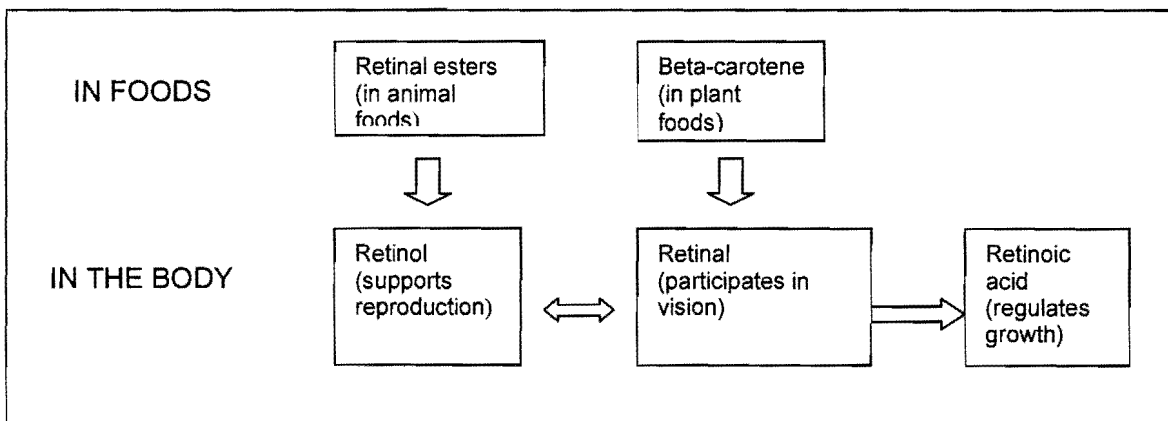 IN FOODS
Retinal esters
(in animal
foods)
Beta-carotene
(in plant
foods)
IN THE BODY
Retinol
(supports
reproduction)
Retinal
(participates in
vision)
Retinoic
acid
(regulates
growth)